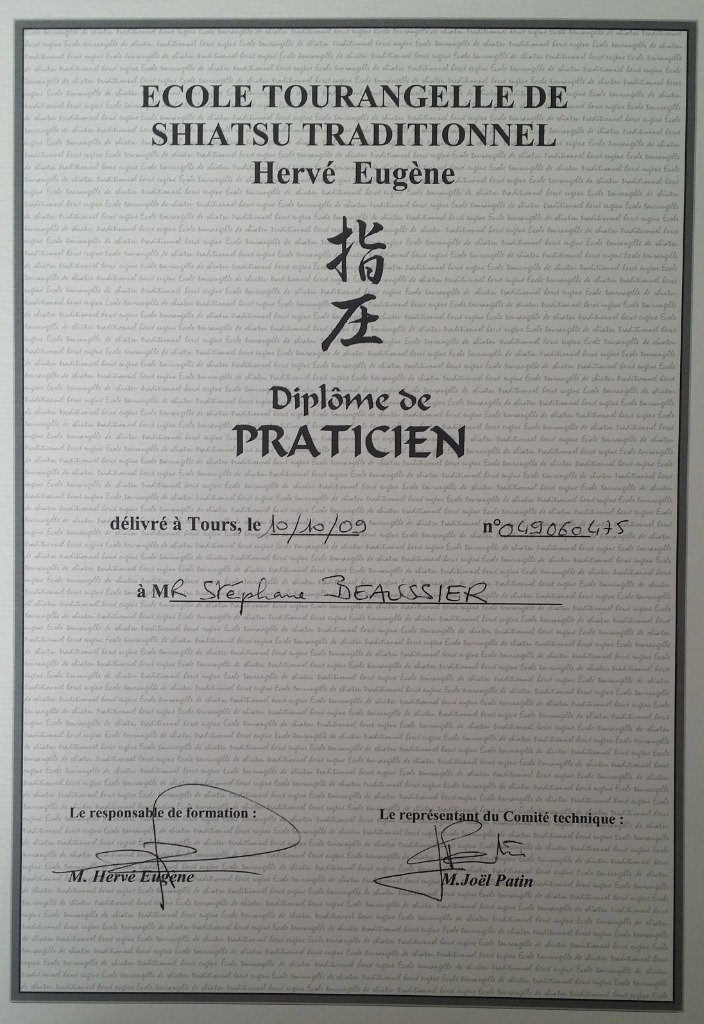 ECOLE TOURANGELLE DE
SHIATSU TRADITIONNEL
Hervé Eugène
指
圧
Diplôme de
PRATICIEN
délivré à Tours, le 10/10/09 n°049060475
à MR Stéphane BEAUSSIER
Le responsable de formation : Le représentant du Comité technique :
M. Hervé Eugène M.Joël Patin